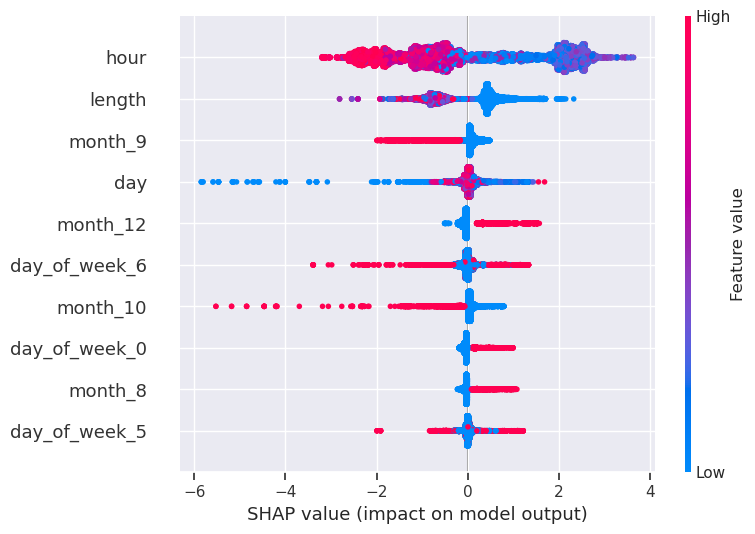 High
hour
length
month_9
day
month_12
day_of_week_6
month_10
day_of_week_0
month_8
day_of_week_5
Feature value
Low
−6 −4 −2 0 2 4
SHAP value (impact on model output)